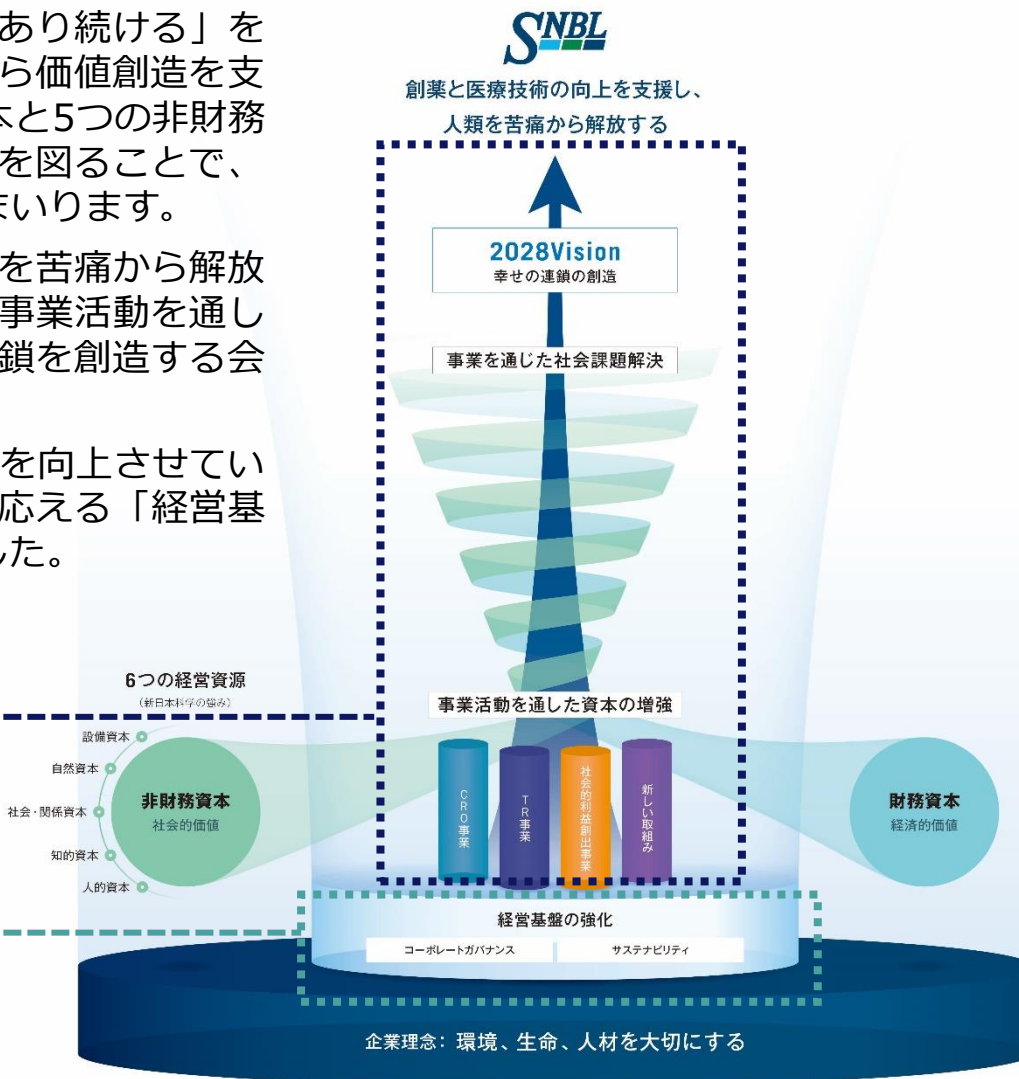 あり続ける」を
ら価値創造を支
本と5つの非財務
を図ることで、
まいります。
を苦痛から解放
事業活動を通し
鎖を創造する会
を向上させてい
応える「経営基
した。
SNBL
創薬と医療技術の向上を支援し、
人類を苦痛から解放する
2028Vision
幸せの連鎖の創造
事業を通じた社会課題解決
事業活動を通した資本の増強
6つの経営資源
(新日本科学の強み)
設備資本
自然資本
社会・関係資本
知的資本
人的資本
非財務資本
社会的価値
CRO事業
TR事業
社会的利益創出事業
新しい取組み
財務資本
経済的価値
経営基盤の強化
コーポレートガバナンス
サステナビリティ
企業理念: 環境、生命、人材を大切にする